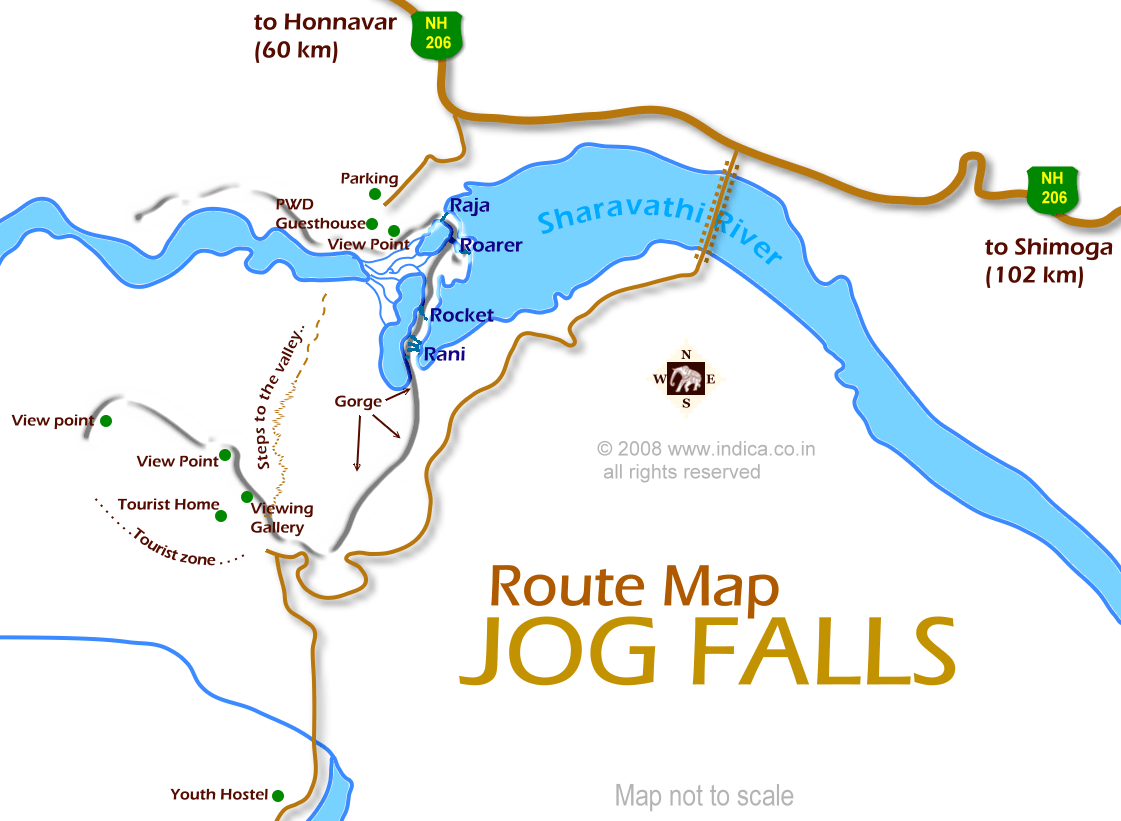 to Honnavar
(60 km)
NH
206
NH
206
to Shimoga
(102 km)
Parking
PWD
Guesthouse
View Point
Raja
Roarer
Sharavathi River
Rocket
Rani
Steps to the valley..
Gorge
N
W E
S
View point
View Point
Tourist Home
Viewing
Gallery
Tourist zone
© 2008 www.indica.co.in
all rights reserved
Route Map
JOG FALLS
Youth Hostel
Map not to scale